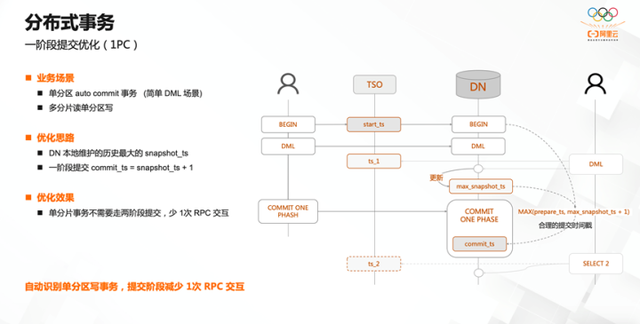 分布式事务
一阶段提交优化（1PC）
阿里云
业务场景
单分区 auto commit 事务 （简单 DML 场景）
多分片读单分区写
优化思路
DN 本地维护的历史最大的 snapshot_ts
一阶段提交 commit_ts = snapshot_ts + 1
优化效果
单分片事务不需要走两阶段提交，少 1次 RPC 交互
自动识别单分区写事务，提交阶段减少 1次 RPC 交互
TSO
DN
BEGIN
start_ts
BEGIN
DML
DML
ts_1
DML
更新
max_snapshot_ts
COMMIT ONE
PHASH
COMMIT
ONE PHASE
commit_ts
MAX(prepare_ts, max_snapshot_ts + 1)
合理的提交时间戳
ts_2
SELECT 2